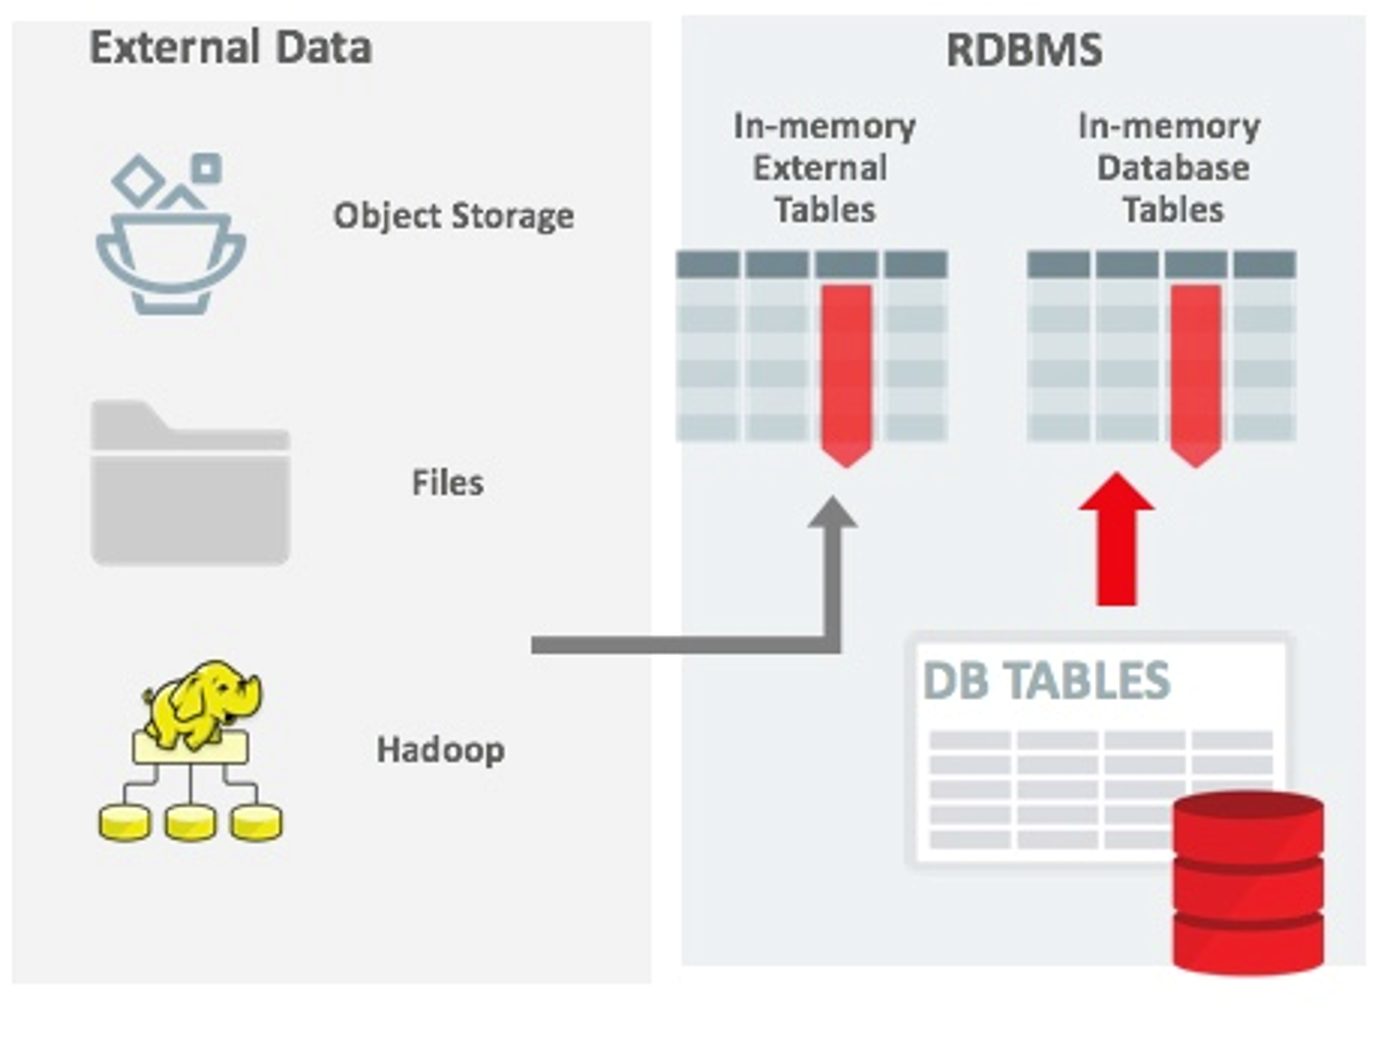 External Data
Object Storage
Files
Hadoop
RDBMS
In-memory
External
Tables
In-memory
Database
Tables
DB TABLES